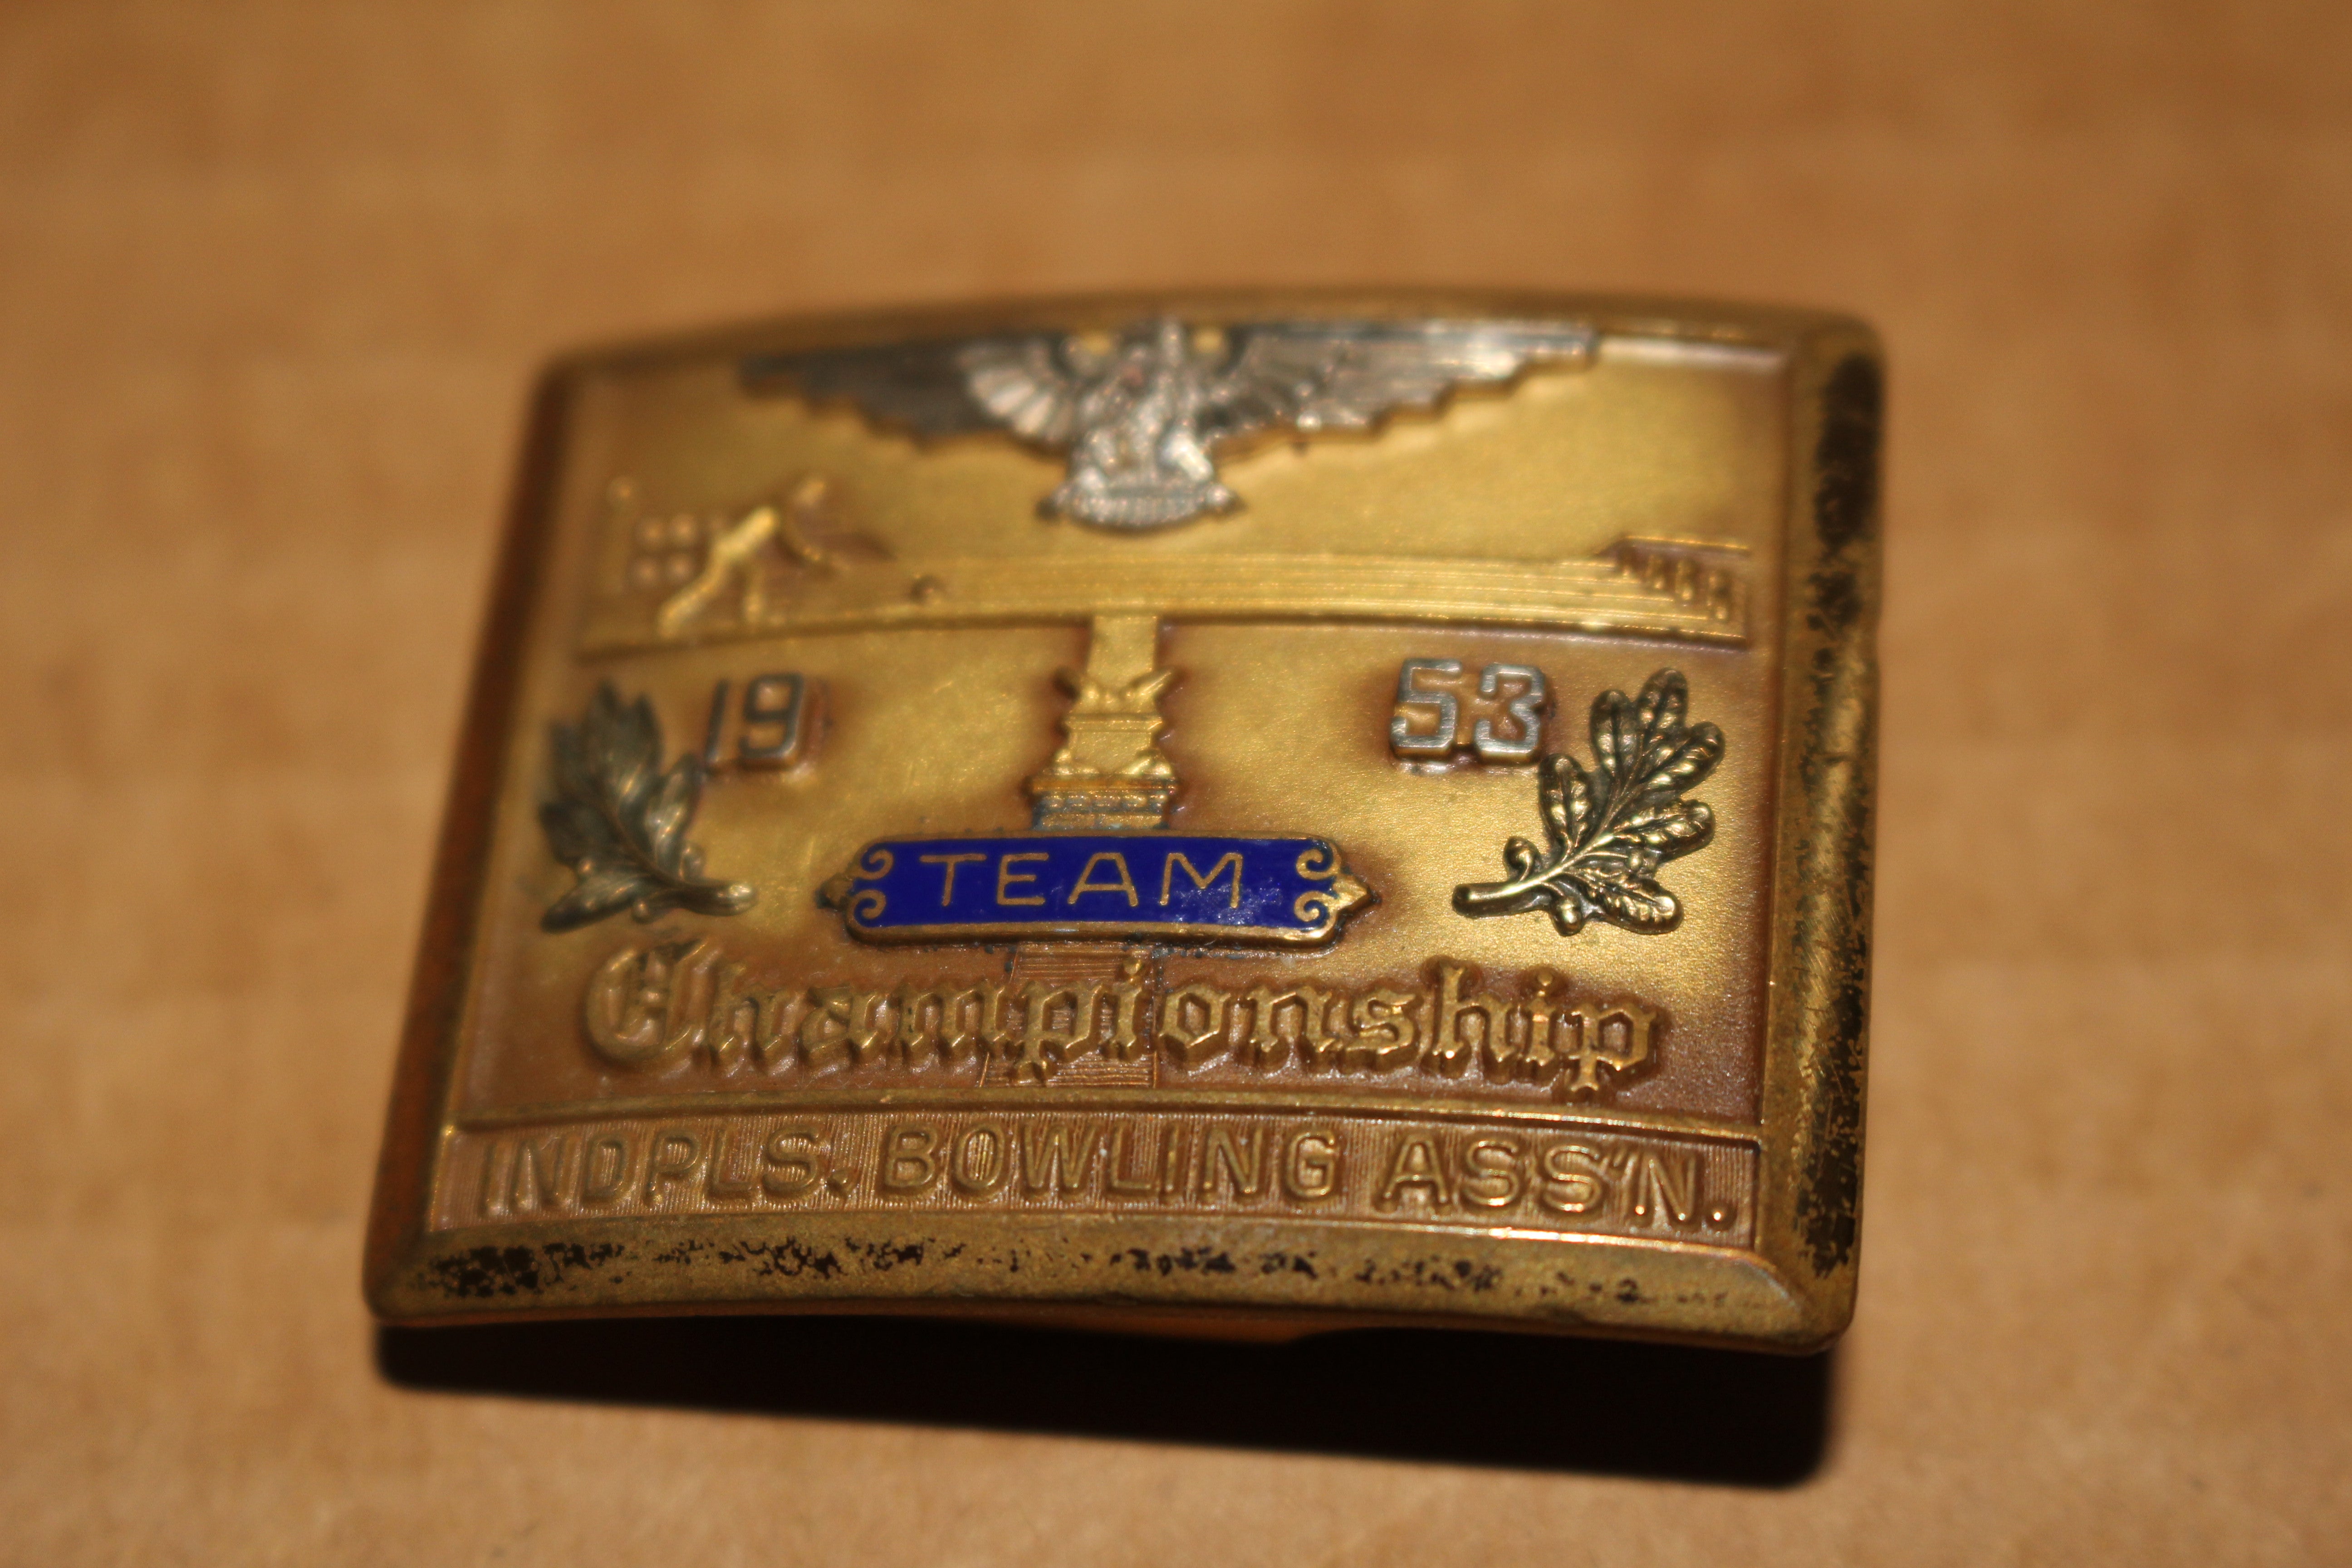 19 53
TEAM
Championship
INDPLS. BOWLING ASS'N.